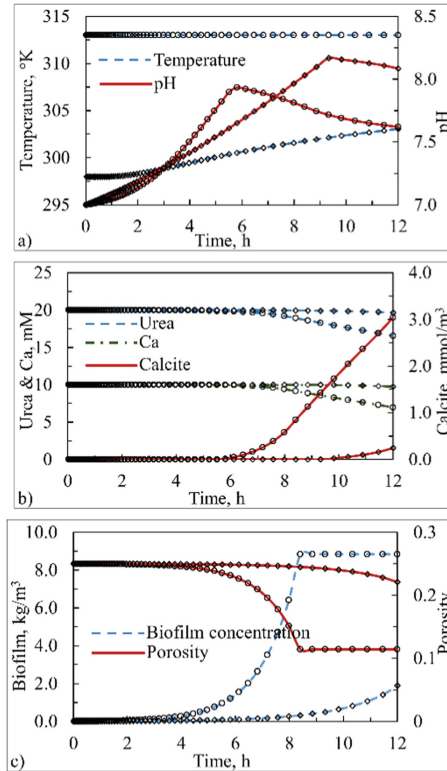 315
310
305
300
295
Temperature, °K
Temperature
pH
8.5
8.0
7.5
7.0
pH
0 2 4 6 8 10 12
Time, h
a)
25
20
15
10
5
0
Urea & Ca, mM
Urea
Ca
Calcite
4.0
3.0
2.0
1.0
0.0
Calcite, mmol/m³
0 2 4 6 8 10 12
Time, h
b)
10.0
8.0
6.0
4.0
2.0
0.0
Biofilm, kg/m³
Biofilm concentration
Porosity
0.3
0.2
0.1
0
Porosity
0 2 4 6 8 10 12
Time, h
c)